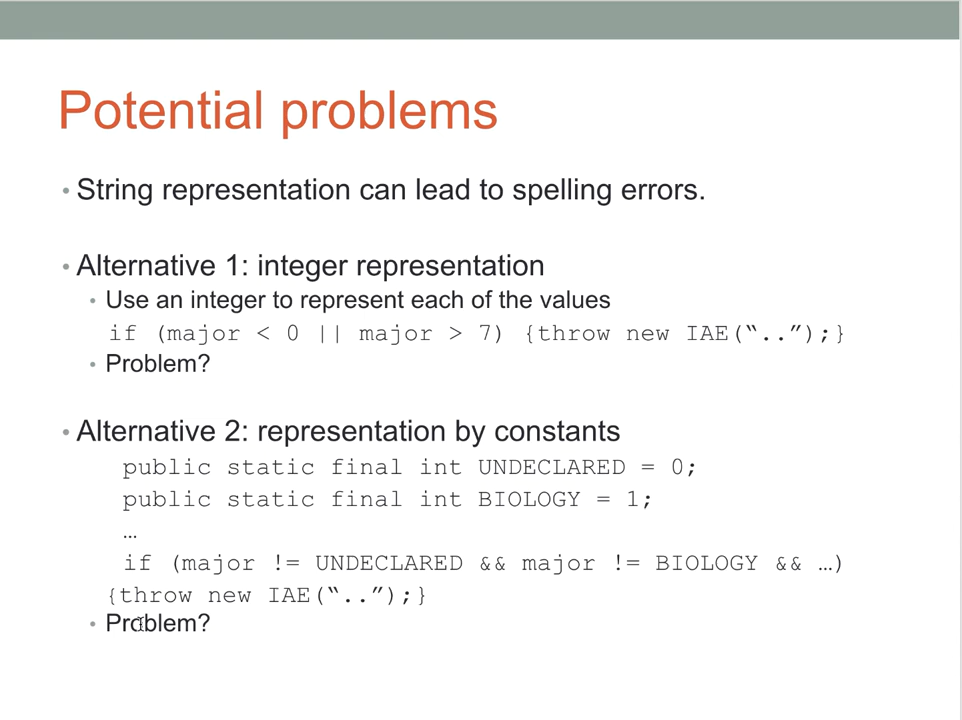 Potential problems
• String representation can lead to spelling errors.
• Alternative 1: integer representation
• Use an integer to represent each of the values
if (major < 0 || major > 7) {throw new IAE(“..”);}
• Problem?
• Alternative 2: representation by constants
public static final int UNDECLARED = 0;
public static final int BIOLOGY = 1;
…
if (major != UNDECLARED && major != BIOLOGY && …)
{throw new IAE(“..”);}
• Problem?